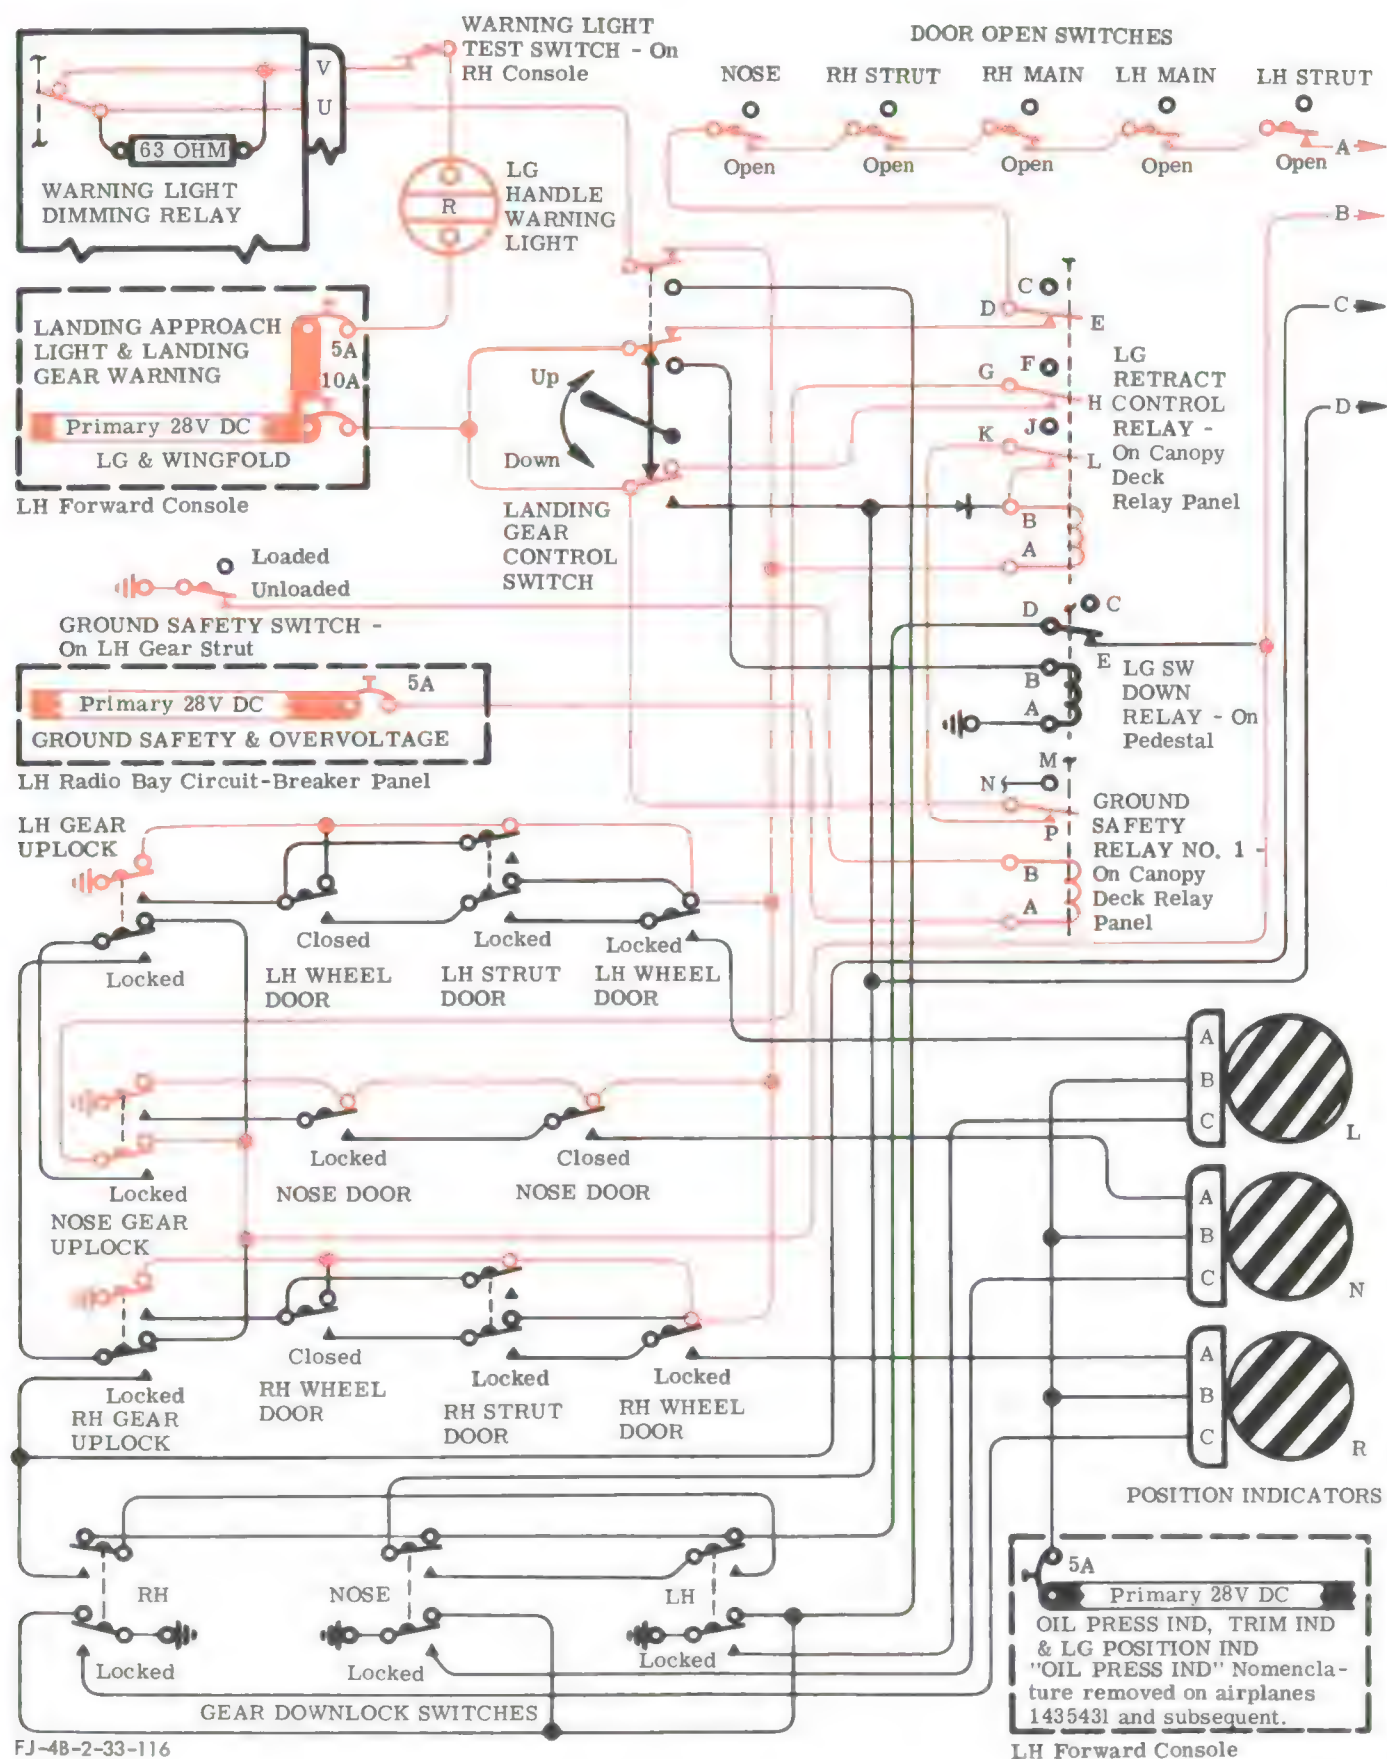 WARNING LIGHT
TEST SWITCH - On
RH Console
DOOR OPEN SWITCHES
NOSE
RH STRUT
RH MAIN
LH MAIN
LH STRUT
V
U
63 OHM
WARNING LIGHT
DIMMING RELAY
R
LG
HANDLE
WARNING
LIGHT
Open
Open
Open
Open
Open
A
B
C
D
LANDING APPROACH
LIGHT & LANDING
GEAR WARNING
5A
10A
Primary 28V DC
LG & WINGFOLD
LH Forward Console
Up
Down
LANDING
GEAR
CONTROL
SWITCH
C
D
E
F
G
H
J
K
L
B
A
LG
RETRACT
CONTROL
RELAY -
On Canopy
Deck
Relay Panel
Loaded
Unloaded
GROUND SAFETY SWITCH -
On LH Gear Strut
5A
Primary 28V DC
GROUND SAFETY & OVERVOLTAGE
LH Radio Bay Circuit-Breaker Panel
D
C
E
B
A
LG SW
DOWN
RELAY - On
Pedestal
M
N
P
B
A
GROUND
SAFETY
RELAY NO. 1 -
On Canopy
Deck Relay
Panel
LH GEAR
UPLOCK
Locked
Closed
LH WHEEL
DOOR
Locked
LH STRUT
DOOR
Locked
LH WHEEL
DOOR
Locked
NOSE GEAR
UPLOCK
Locked
NOSE DOOR
Closed
NOSE DOOR
Locked
RH GEAR
UPLOCK
Closed
RH WHEEL
DOOR
Locked
RH STRUT
DOOR
Locked
RH WHEEL
DOOR
A
B
C
L
A
B
C
N
A
B
C
R
POSITION INDICATORS
RH
NOSE
LH
Locked
Locked
Locked
GEAR DOWNLOCK SWITCHES
5A
Primary 28V DC
OIL PRESS IND, TRIM IND
& LG POSITION IND
"OIL PRESS IND" Nomencla-
ture removed on airplanes
1435431 and subsequent.
LH Forward Console
FJ-4B-2-33-116